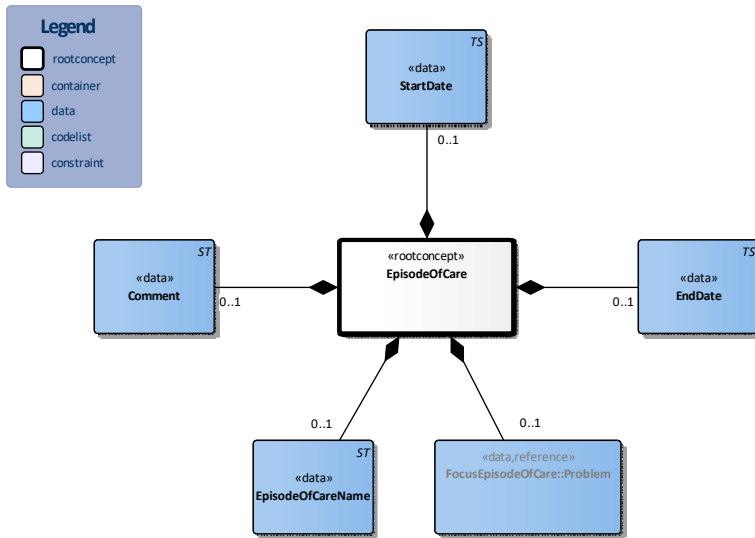 Legend
rootconcept
container
data
codelist
constraint
TS
«data»
StartDate
0..1
ST
«data»
Comment
0..1
«rootconcept»
EpisodeOfCare
TS
«data»
EndDate
0..1
0..1
0..1
ST
«data»
EpisodeOfCareName
«data,reference»
FocusEpisodeOfCare::Problem